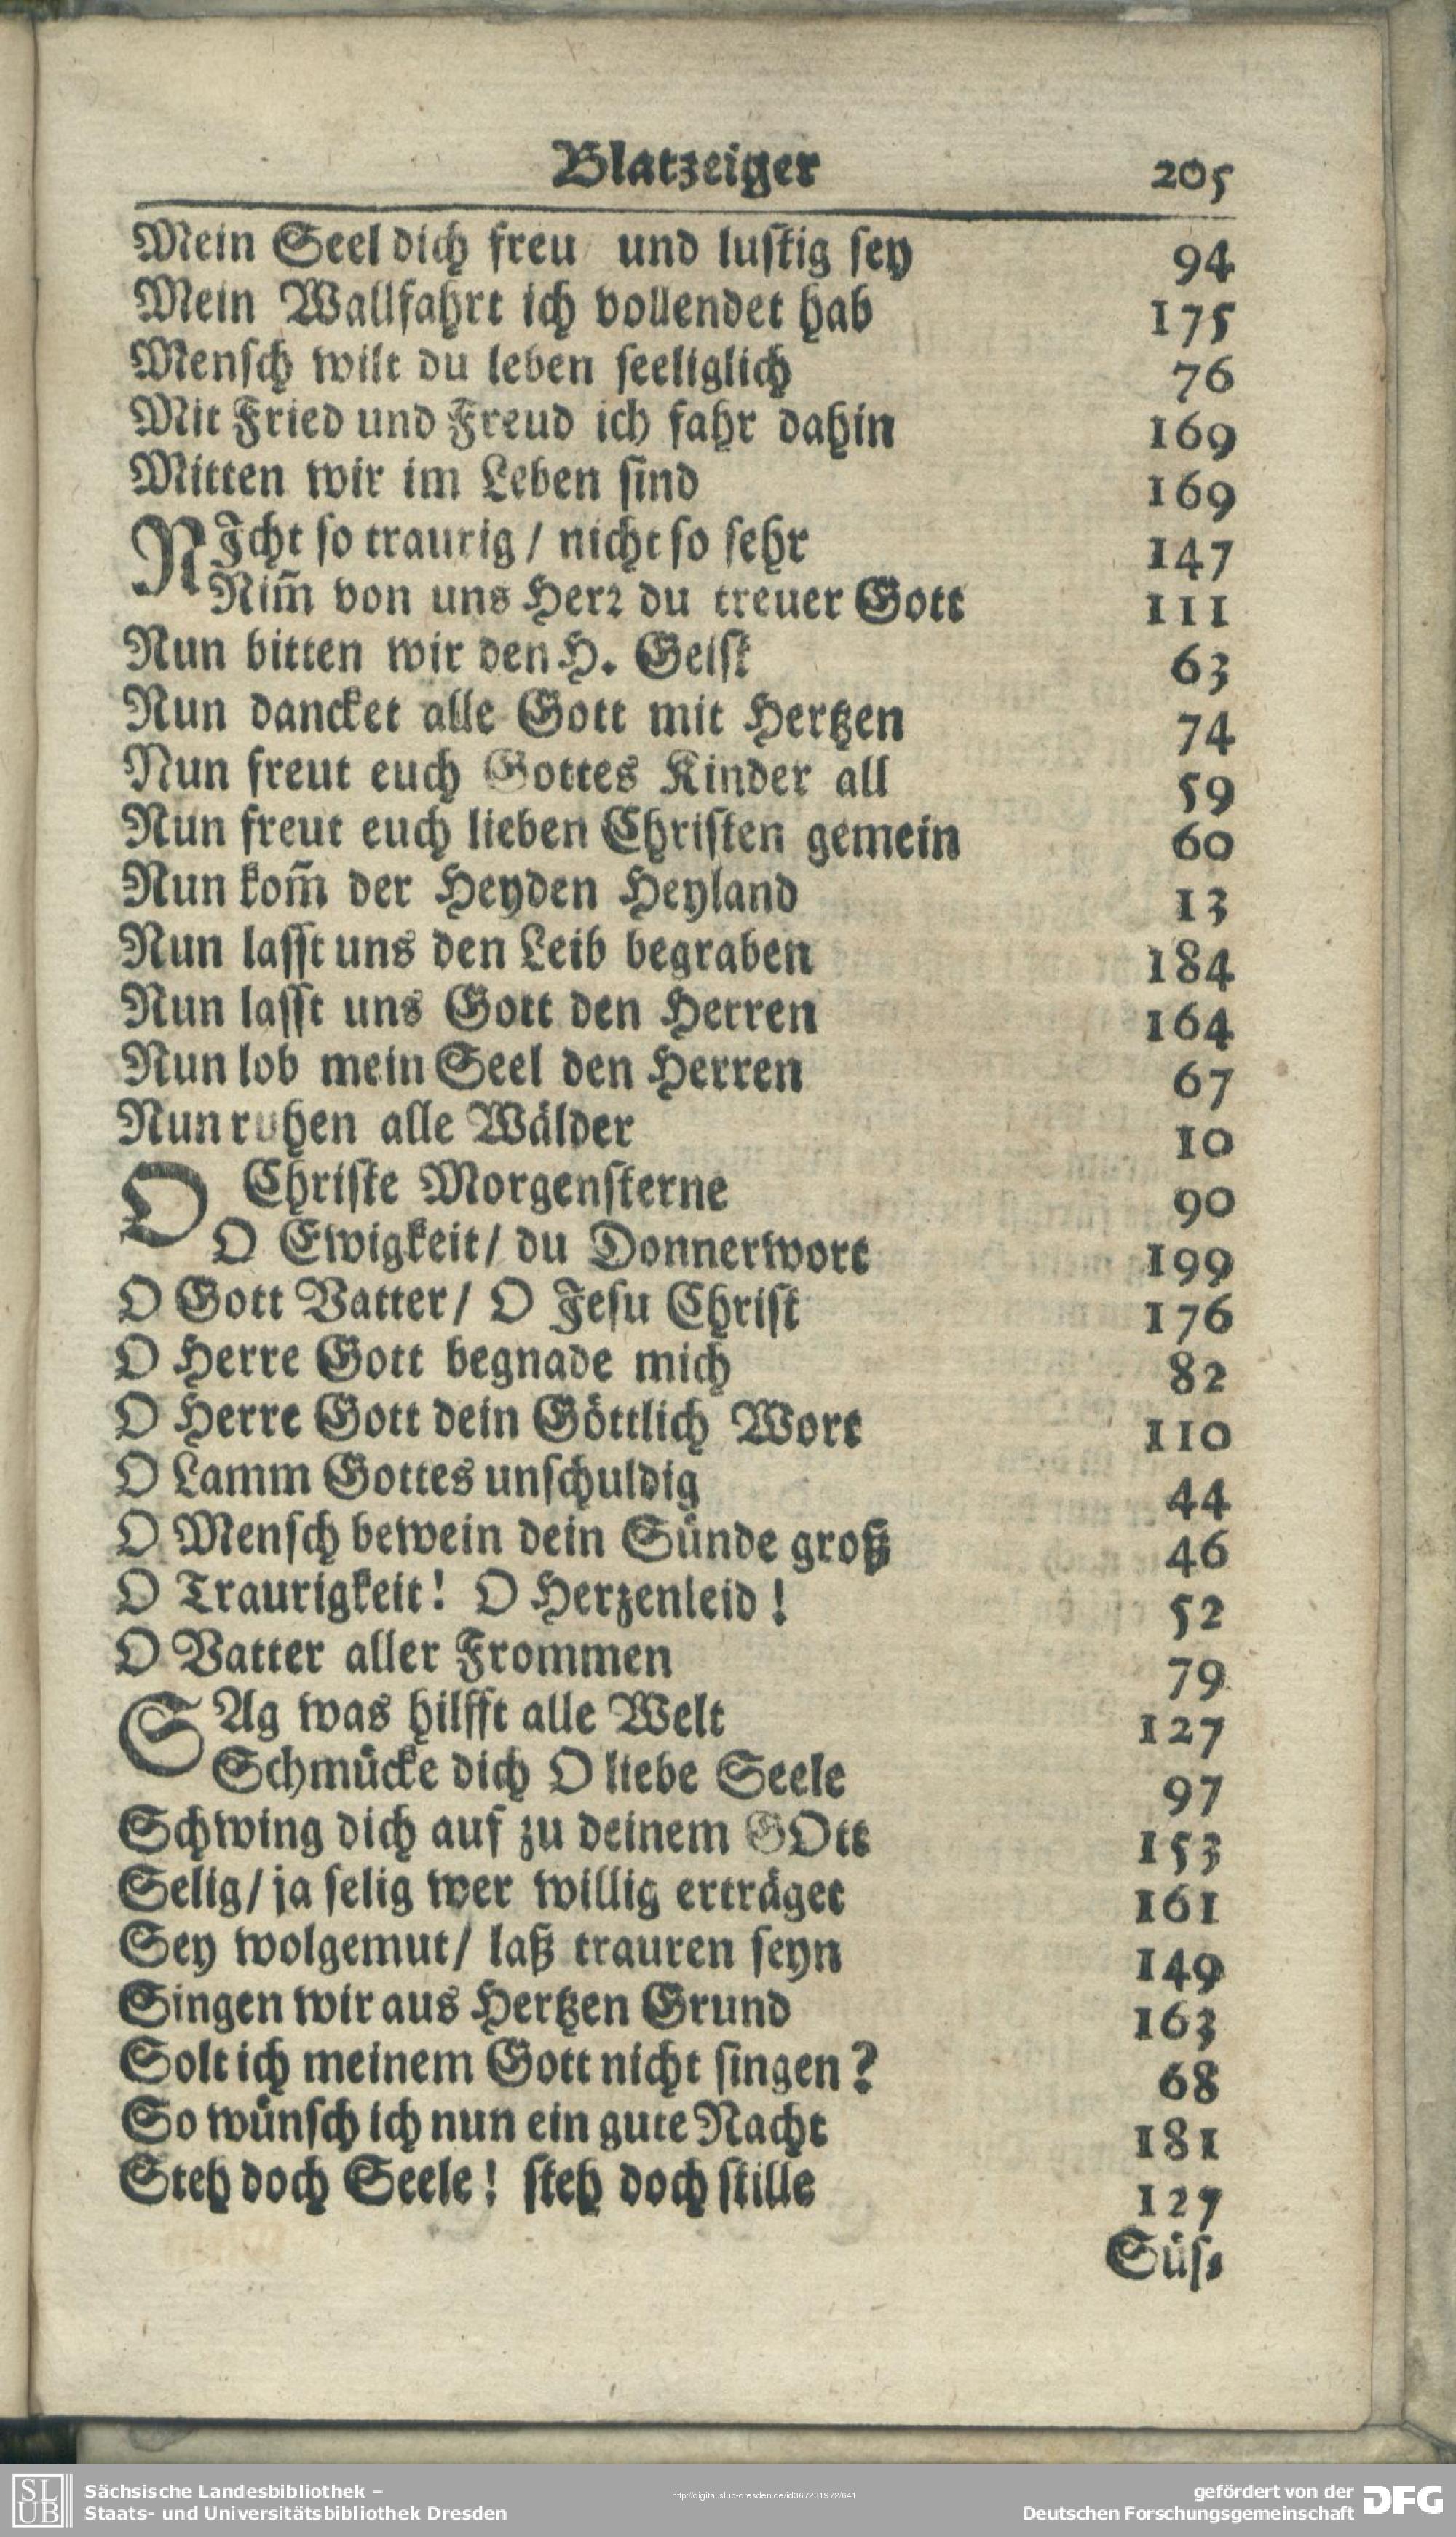 Blatzeiger 205
Mein Seel dich freu und luſtig ſey 94
Mein Wallfahrt ich vollendet hab 175
Menſch wilt du leben ſeeliglich 76
Mit Fried und Freud ich fahr dahin 169
Mitten wir im Leben ſind 169
NIcht ſo traurig / nicht ſo ſehr 147
Nim̃ von uns Herꝛ du treuer Gott 111
Nun bitten wir den H. Geiſt 63
Nun dancket alle Gott mit Hertzen 74
Nun freut euch Gottes Kinder all 59
Nun freut euch lieben Chriſten gemein 60
Nun kom̃ der Heyden Heyland 13
Nun laſſt uns den Leib begraben 184
Nun laſſt uns Gott den Herren 164
Nun lob mein Seel den Herren 67
Nun ruhen alle Wälder 10
O Chriſte Morgenſterne 90
O Ewigkeit/ du Donnerwort 199
O Gott Vatter/ O Jeſu Chriſt 176
O Herre Gott begnade mich 82
O Herre Gott dein Göttlich Wort 110
O Lamm Gottes unſchuldig 44
O Menſch bewein dein Sünde groß 46
O Traurigkeit! O Herzenleid! 52
O Vatter aller Frommen 79
SAg was hilfft alle Welt 127
Schmücke dich O liebe Seele 97
Schwing dich auf zu deinem GOtt 153
Selig/ ja ſelig wer willig erträget 161
Sey wolgemut/ laß trauren ſeyn 149
Singen wir aus Hertzen Grund 163
Solt ich meinem Gott nicht ſingen? 68
So wünſch ich nun ein gute Nacht 181
Steh doch Seele! ſteh doch ſtille 127
Süſ⸗
SLUB Sächsische Landesbibliothek –
Staats- und Universitätsbibliothek Dresden
http://digital.slub-dresden.de/id367231972/641
gefördert von der
Deutschen Forschungsgemeinschaft DFG